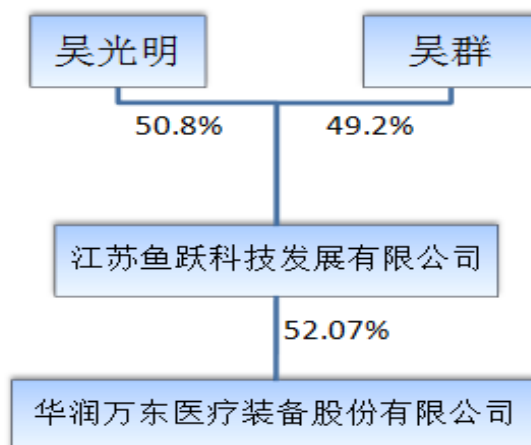 吴光明
吴群
50.8%
49.2%
江苏鱼跃科技发展有限公司
52.07%
华润万东医疗装备股份有限公司